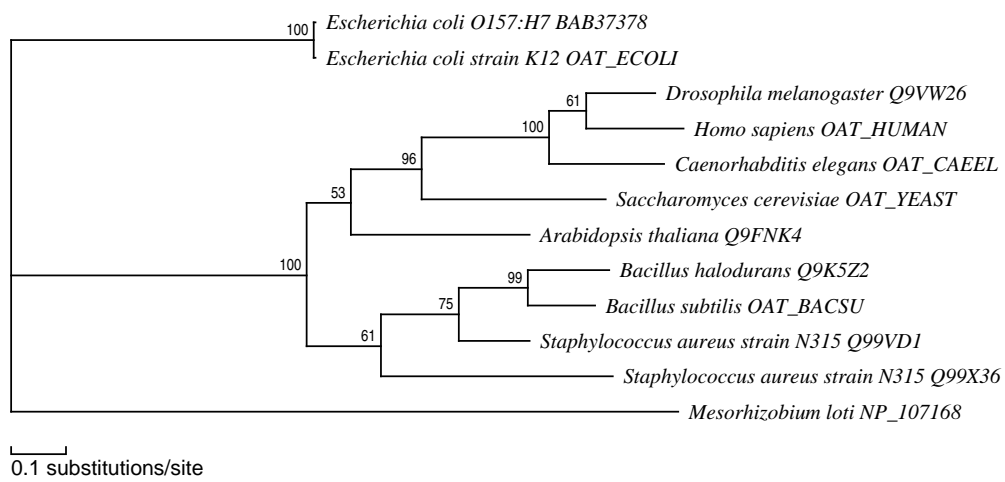 100
Escherichia coli O157:H7 BAB37378
Escherichia coli strain K12 OAT_ECOLI
Drosophila melanogaster Q9VW26
61
Homo sapiens OAT_HUMAN
100
Caenorhabditis elegans OAT_CAEEL
96
Saccharomyces cerevisiae OAT_YEAST
53
Arabidopsis thaliana Q9FNK4
100
Bacillus halodurans Q9K5Z2
99
Bacillus subtilis OAT_BACSU
75
Staphylococcus aureus strain N315 Q99VD1
61
Staphylococcus aureus strain N315 Q99X36
Mesorhizobium loti NP_107168
0.1 substitutions/site